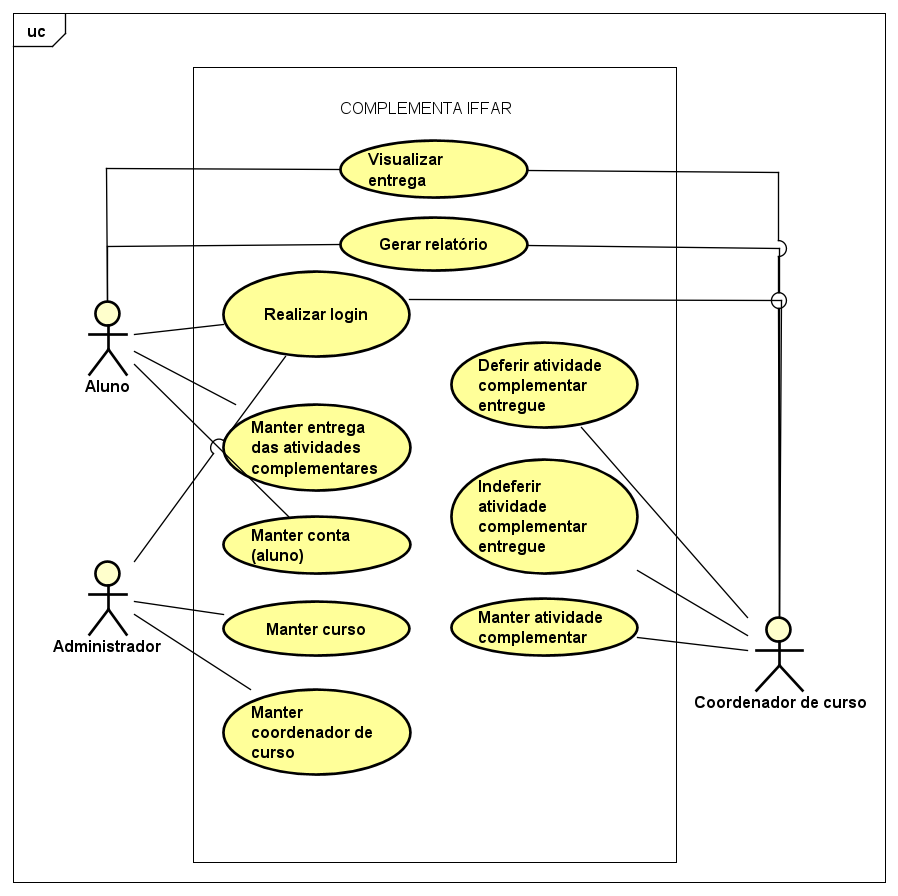 uc
COMPLEMENTA IFFAR
Visualizar
entrega
Gerar relatório
Realizar login
Aluno
Deferir atividade
complementar
entregue
Manter entrega
das atividades
complementares
Indeferir
atividade
complementar
entregue
Manter conta
(aluno)
Administrador
Manter curso
Manter atividade
complementar
Coordenador de curso
Manter
coordenador de
curso